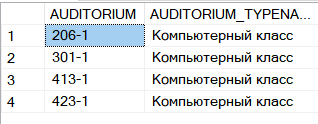 AUDITORIUM AUDITORIUM_TYPENA...
1 206-1 Компьютерный класс
2 301-1 Компьютерный класс
3 413-1 Компьютерный класс
4 423-1 Компьютерный класс